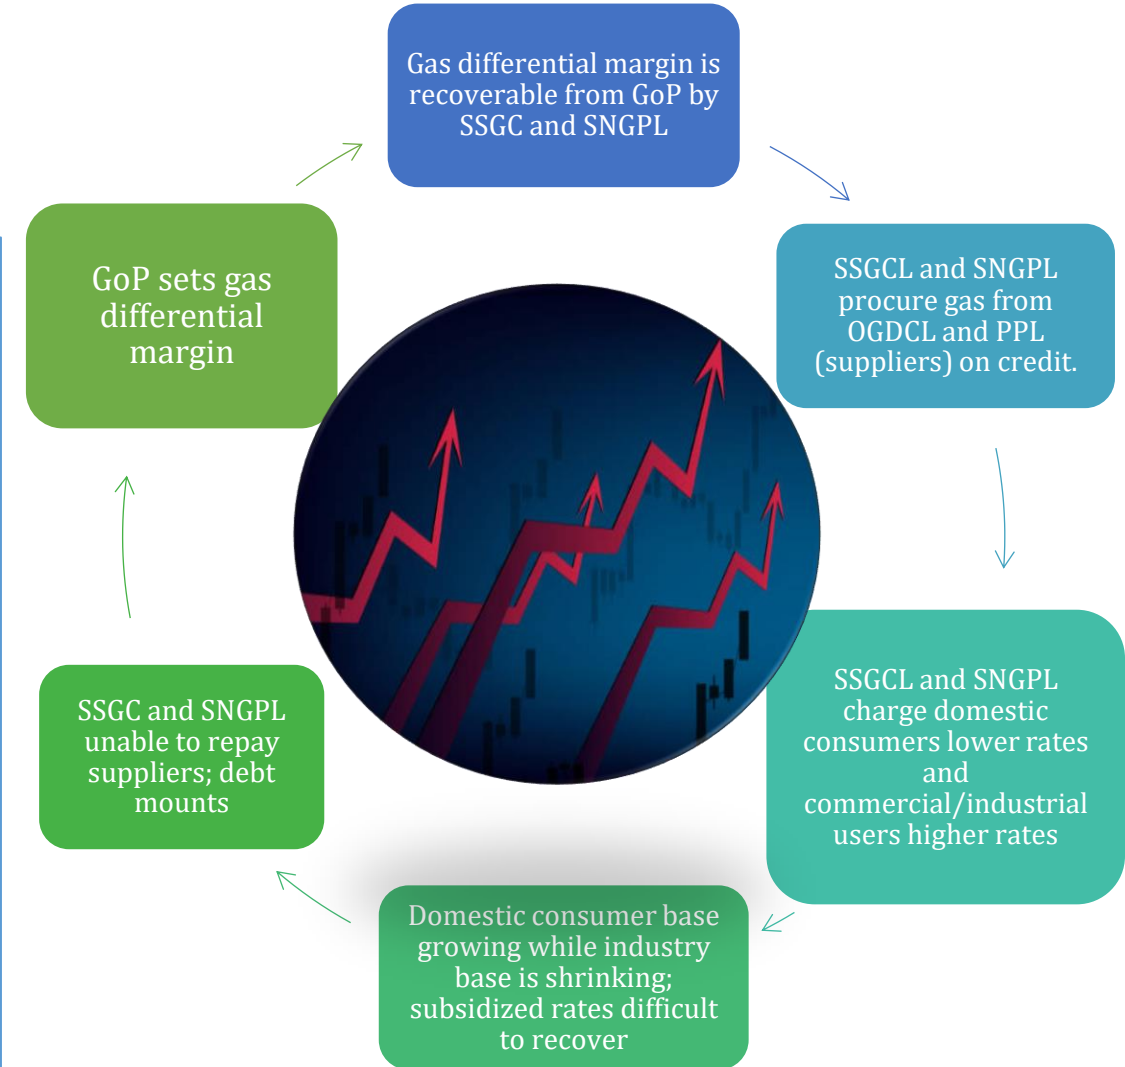 Gas differential margin is
recoverable from GoP by
SSGC and SNGPL
SSGCL and SNGPL
procure gas from
OGDCL and PPL
(suppliers) on credit.
SSGCL and SNGPL
charge domestic
consumers lower rates
and
commercial/industrial
users higher rates
Domestic consumer base
growing while industry
base is shrinking;
subsidized rates difficult
to recover
SSGC and SNGPL
unable to repay
suppliers; debt
mounts
GoP sets gas
differential
margin